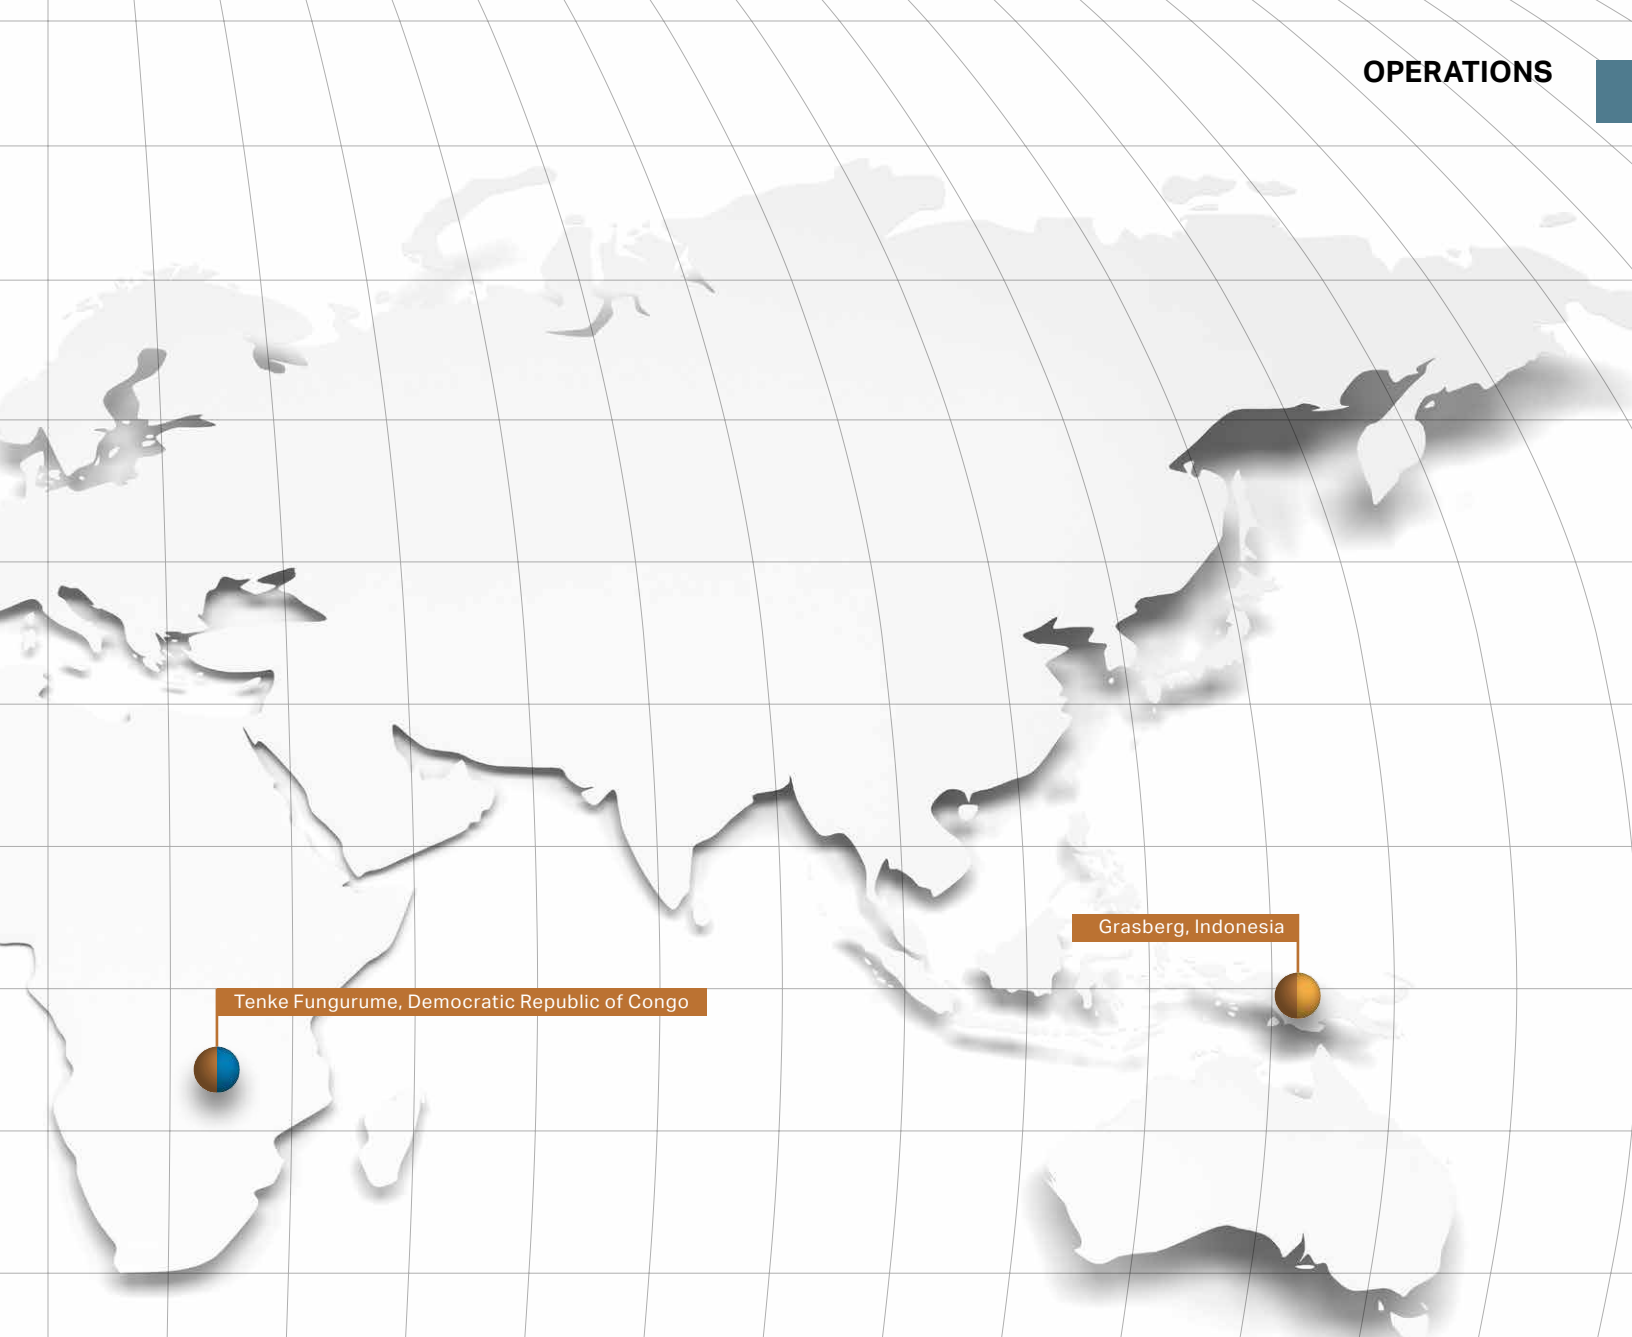 OPERATIONS
Grasberg, Indonesia
Tenke Fungurume, Democratic Republic of Congo